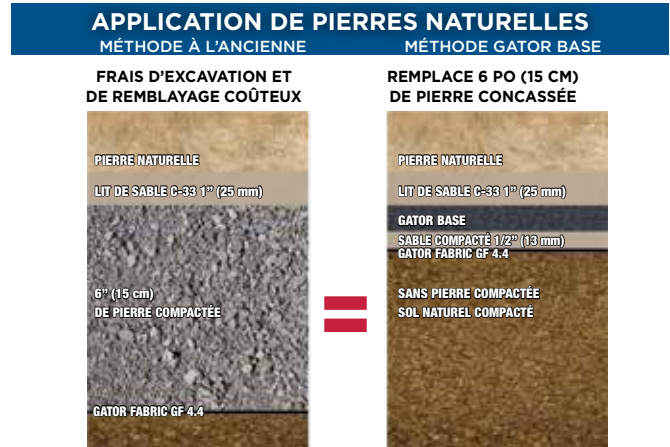 APPLICATION DE PIERRES NATURELLES
MÉTHODE À L'ANCIENNE
MÉTHODE GATOR BASE
FRAIS D'EXCAVATION ET
DE REMBLAYAGE COÛTEUX
REMPLACE 6 PO (15 CM)
DE PIERRE CONCASSÉE
PIERRE NATURELLE
LIT DE SABLE C-33 1" (25 mm)
6" (15 cm)
DE PIERRE COMPACTÉE
GATOR FABRIC GF 4.4
PIERRE NATURELLE
LIT DE SABLE C-33 1" (25 mm)
GATOR BASE
SABLE COMPACTÉ 1/2" (13 mm)
GATOR FABRIC GF 4.4
SANS PIERRE COMPACTÉE
SOL NATUREL COMPACTÉ